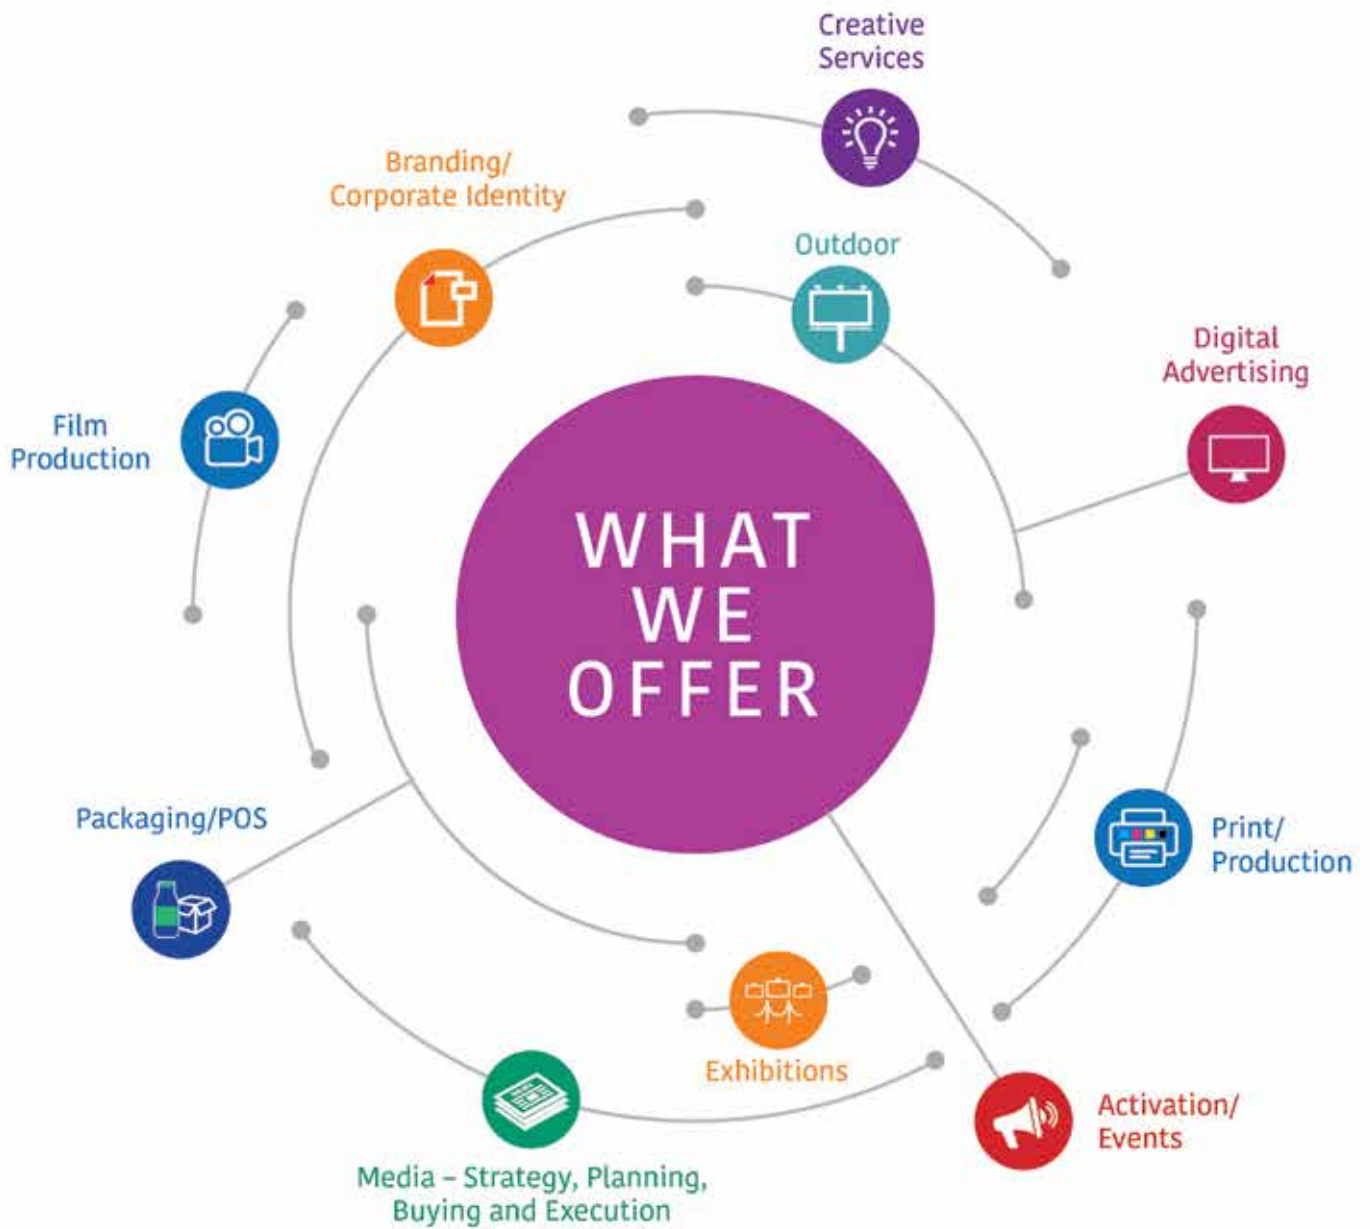 Creative
Services
Branding/
Corporate Identity
Outdoor
Digital
Advertising
Film
Production
WHAT
WE
OFFER
Packaging/POS
Print/
Production
Exhibitions
Activation/
Events
Media – Strategy, Planning,
Buying and Execution